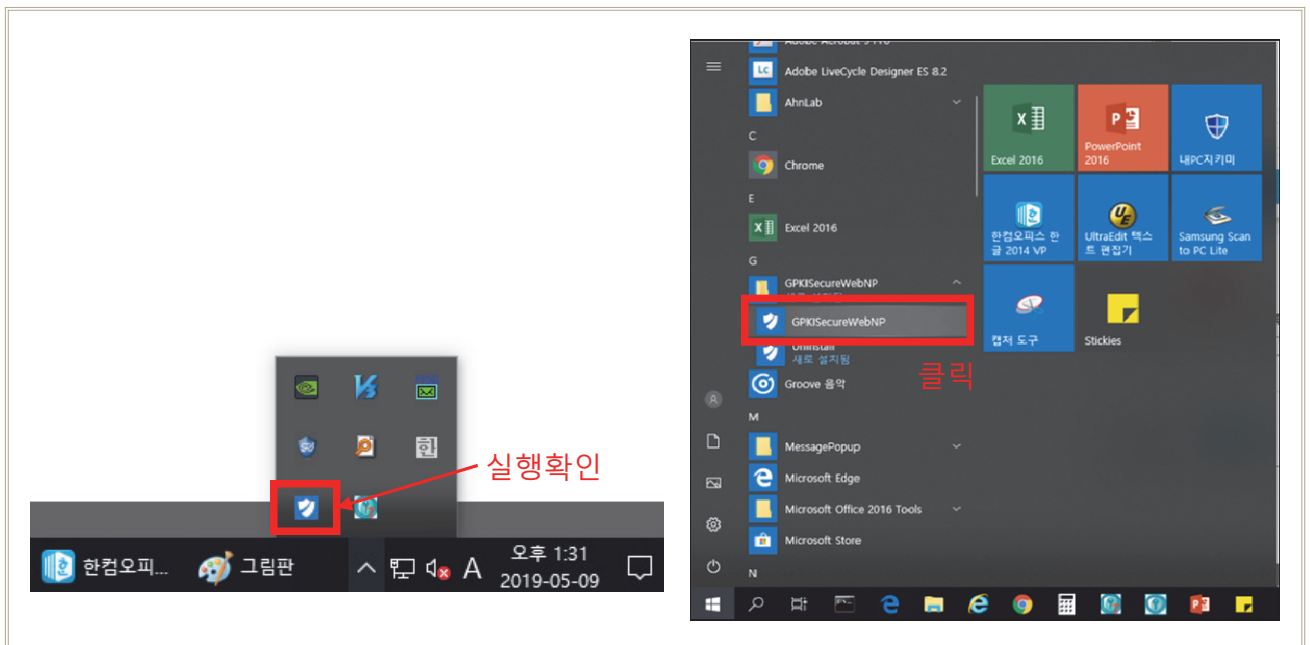 실행확인
한컴오피...
그림판
A
오후 1:31
2019-05-09
Adobe LiveCycle Designer ES 8.2
AhnLab
C
Chrome
E
Excel 2016
G
GPKISecureWebNP
GPKISecureWebNP
Uninstall
새로 설치됨
클릭
Groove 음악
M
MessagePopup
Microsoft Edge
Microsoft Office 2016 Tools
Microsoft Store
N
Excel 2016
PowerPoint
2016
내PC지키미
한컴오피스 한
글 2014 VP
UltraEdit 텍스
트 편집기
Samsung Scan
to PC Lite
캡처 도구
Stickies